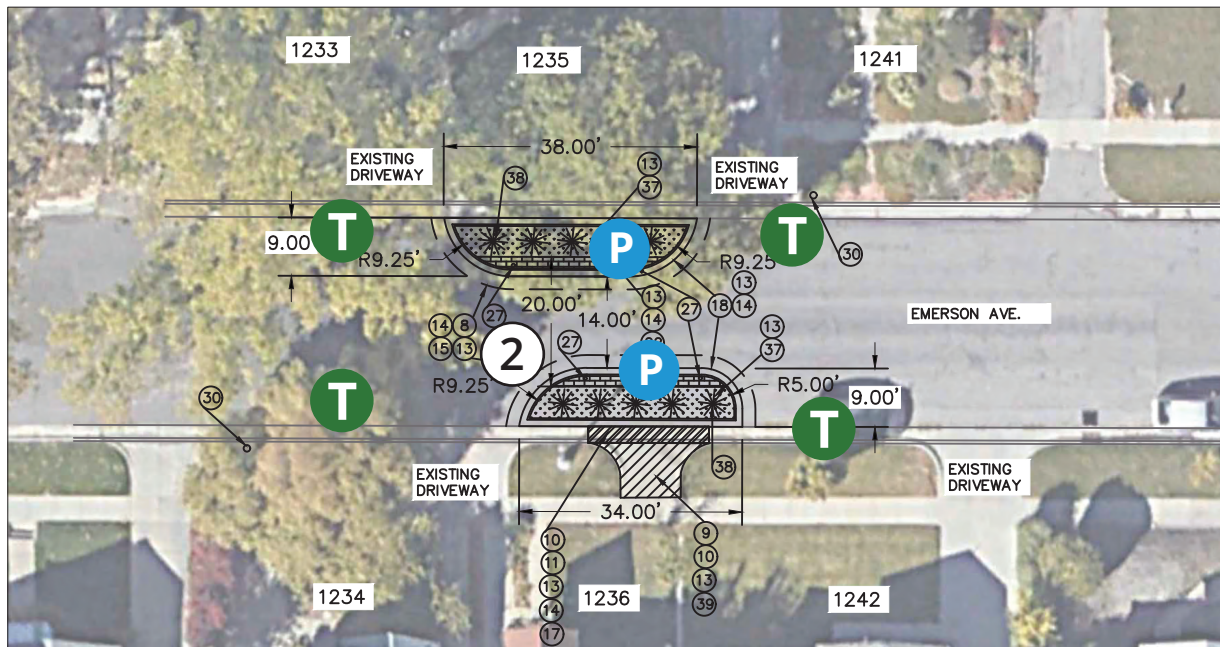 1233
1235
1241
38.00'
EXISTING
DRIVEWAY
38
13
37
EXISTING
DRIVEWAY
T
9.00
R9.25'
P
R9.25
T
30
20.00'
14.00'
14
8
27
15
13
13
14
27
18
13
14
EMERSON AVE.
2
27
P
13
37
R9.25'
R5.00'
9.00'
30
T
T
EXISTING
DRIVEWAY
38
EXISTING
DRIVEWAY
34.00'
10
11
13
14
17
9
10
13
39
1234
1236
1242